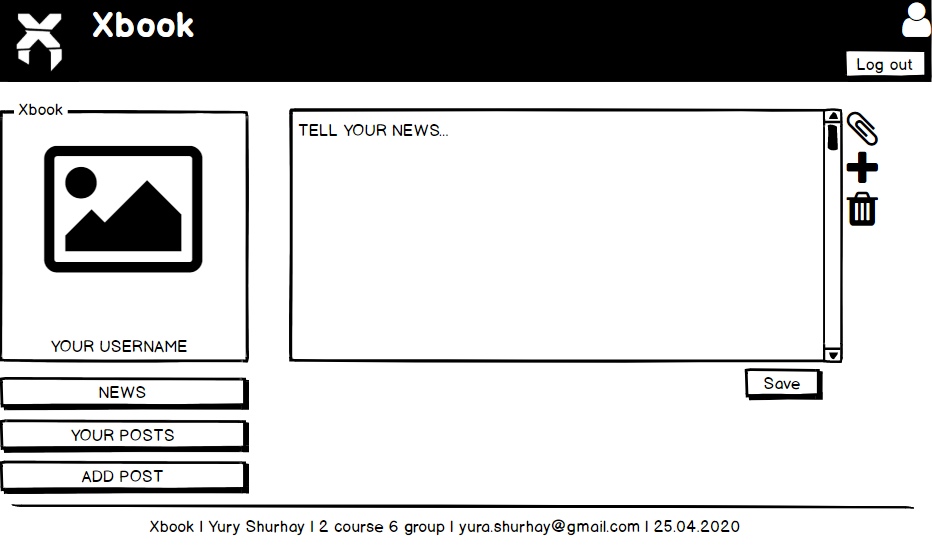 Xbook
Log out
Xbook
YOUR USERNAME
NEWS
YOUR POSTS
ADD POST
TELL YOUR NEWS...
Save
Xbook | Yury Shurhay | 2 course 6 group | yura.shurhay@gmail.com | 25.04.2020